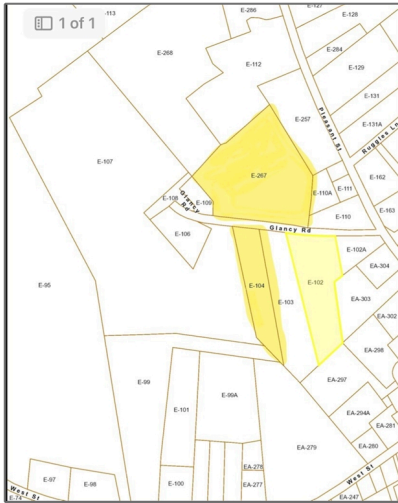 1 of 1
-113
E-286
E-127
E-128
E-268
E-284
E-112
E-129
E-131
E-257
Pleasant St
E-131A
Ruggles Ln
E-107
E-267
E-162
E-111
E-110A
E-108
Glancy Rd
E-109
E-163
E-110
Glancy Rd
E-106
E-102A
EA-304
E-95
E-104
E-102
E-103
EA-303
EA-302
EA-298
E-99
EA-297
E-99A
E-101
EA-294A
EA-281
EA-279
EA-280
EA-278
West St
E-97
E-98
E-100
EA-277
West St
E-74
EA-247